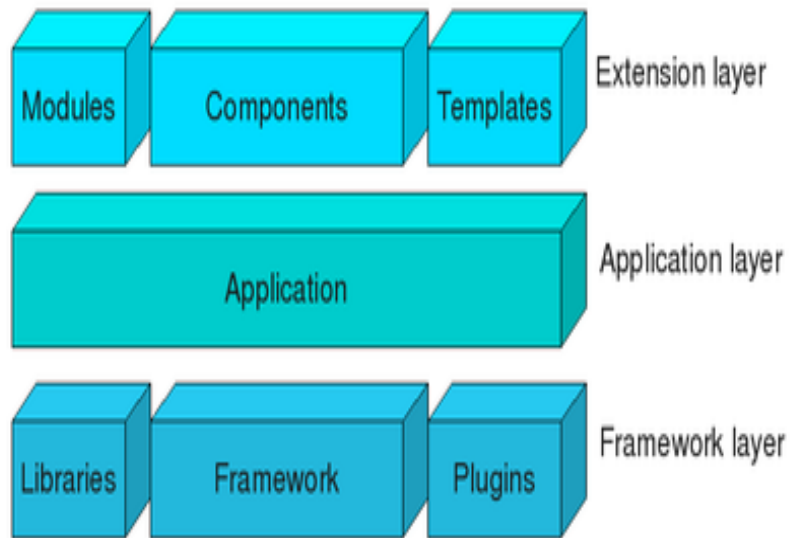 Modules Components Templates Extension layer
Application Application layer
Libraries Framework Plugins Framework layer